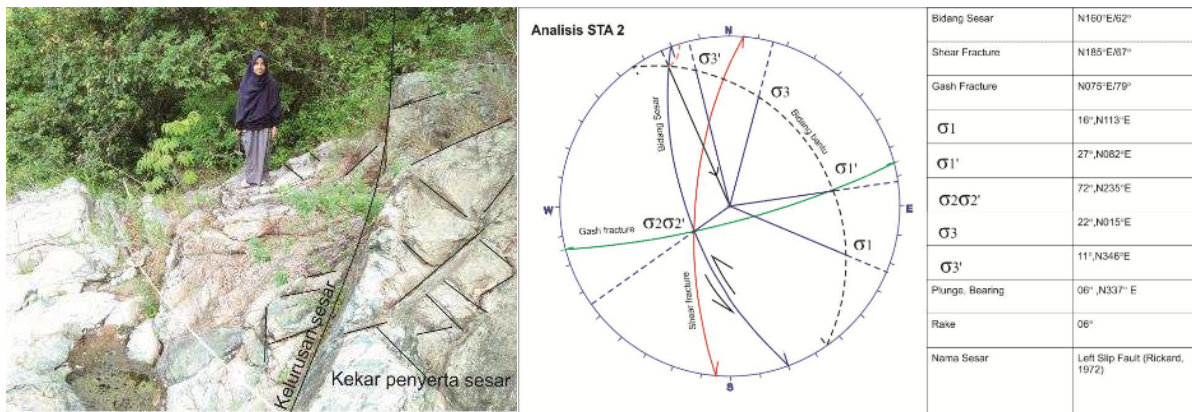 Kelurusan sesar
Kekar penyerta sesar
Analisis STA 2
N
W
E
S
σ3'
σ3
σ1'
σ1
σ2σ2'
Bidang Sesar
Bidang bantu
Gash fracture
Shear fracture
Bidang Sesar N160°E/62°
Shear Fracture N185°E/67°
Gash Fracture N075°E/79°
σ1 16°,N113°E
σ1' 27°,N082°E
σ2σ2' 72°,N235°E
σ3 22°,N015°E
σ3' 11°,N346°E
Plunge, Bearing 06° ,N337° E
Rake 06°
Nama Sesar Left Slip Fault (Rickard,
1972)